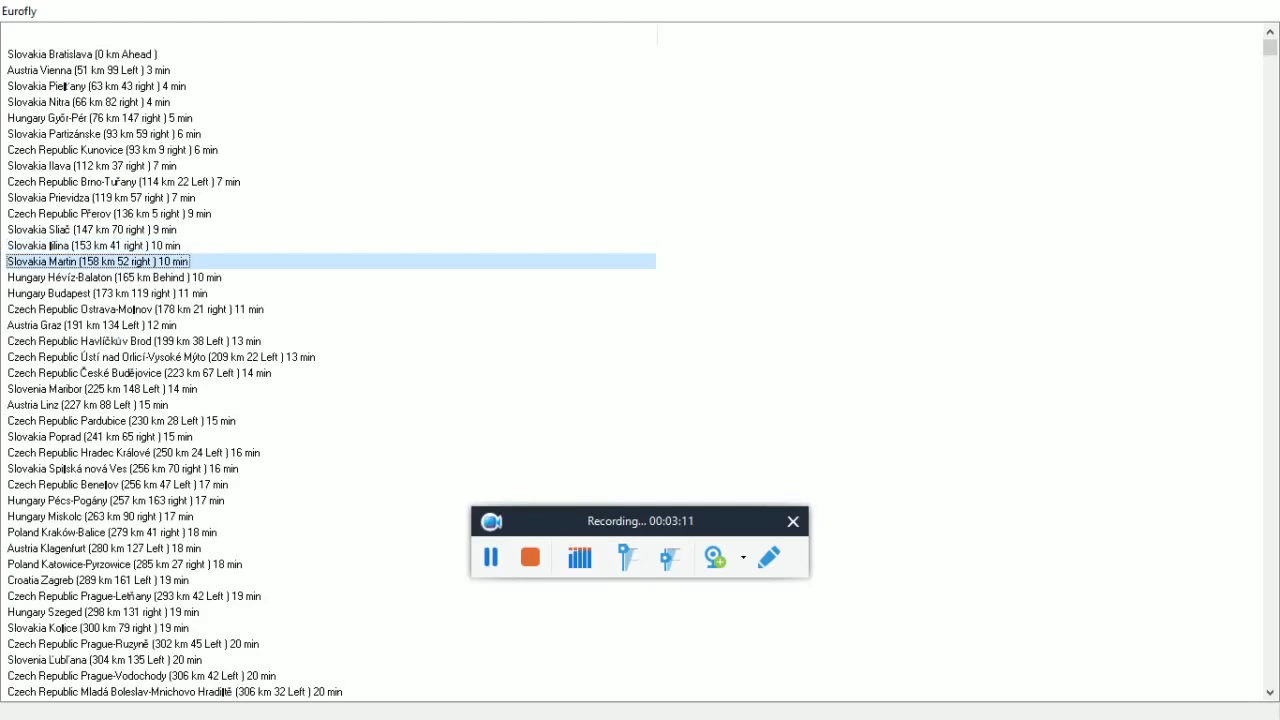 Eurofly
Slovakia Bratislava (0 km Ahead )
Austria Vienna (51 km 99 Left ) 3 min
Slovakia (63 km 43 right ) 4 min
Slovakia Nitra (66 km 82 right ) 4 min
Hungary Győr-Pér (76 km 147 right ) 5 min
Slovakia Partizánske (93 km 59 right ) 6 min
Czech Republic Kunovice (93 km 9 right ) 6 min
Slovakia Ilava (112 km 37 right ) 7 min
Czech Republic Brno-Tuřany (114 km 22 Left ) 7 min
Slovakia Prievidza (119 km 57 right ) 7 min
Czech Republic Přerov (136 km 5 right ) 9 min
Slovakia Sliač (147 km 70 right ) 9 min
Slovakia (153 km 41 right ) 10 min
Slovakia Martin (158 km 52 right ) 10 min
Hungary Hévíz-Balaton (165 km Behind ) 10 min
Hungary Budapest (173 km 119 right ) 11 min
Czech Republic (178 km 21 right ) 11 min
Austria Graz (191 km 134 Left ) 12 min
Czech Republic Havlíčkův Brod (199 km 38 Left ) 13 min
Czech Republic Ústí nad Orlicí-Vysoké Mýto (209 km 22 Left ) 13 min
Czech Republic České Budějovice (223 km 67 Left ) 14 min
Slovenia Maribor (225 km 148 Left ) 14 min
Austria Linz (227 km 88 Left ) 15 min
Czech Republic Pardubice (230 km 28 Left ) 15 min
Slovakia Poprad (241 km 65 right ) 15 min
Czech Republic Hradec Králové (250 km 24 Left ) 16 min
Slovakia nová Ves (256 km 70 right ) 16 min
Czech Republic (256 km 47 Left ) 17 min
Hungary Pécs-Pogány (257 km 163 right ) 17 min
Hungary Miskolc (263 km 90 right ) 17 min
Poland Kraków-Balice (279 km 41 right ) 18 min
Austria Klagenfurt (280 km 127 Left ) 18 min
Poland Katowice-Pyrzowice (285 km 27 right ) 18 min
Croatia Zagreb (289 km 161 Left ) 19 min
Czech Republic Prague-Letňany (293 km 42 Left ) 19 min
Hungary Szeged (298 km 131 right ) 19 min
Slovakia (300 km 79 right ) 19 min
Czech Republic Prague-Ruzyně (302 km 45 Left ) 20 min
Slovenia Ľubľana (304 km 135 Left ) 20 min
Czech Republic Prague-Vodochody (306 km 42 Left ) 20 min
Czech Republic Mladá Boleslav-Mnichovo (306 km 32 Left ) 20 min
Recording... 00:03:11